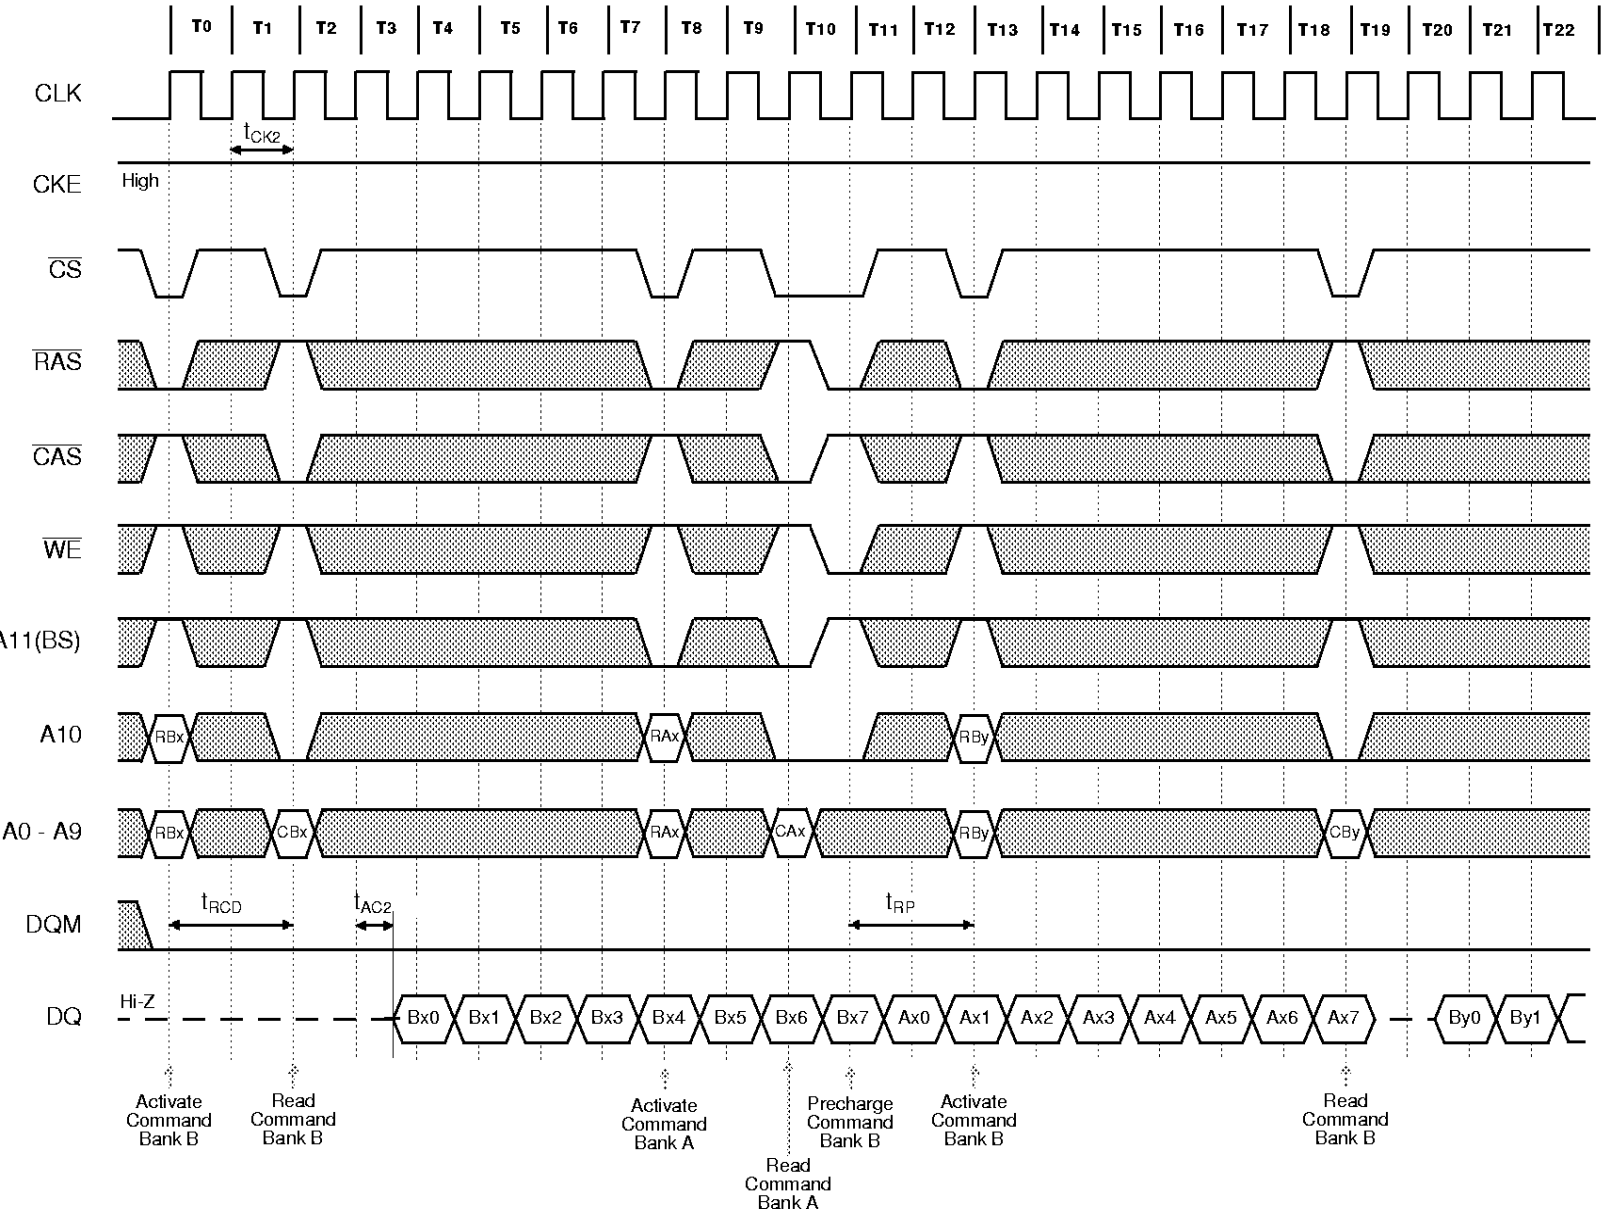 T0 T1 T2 T3 T4 T5 T6 T7 T8 T9 T10 T11 T12 T13 T14 T15 T16 T17 T18 T19 T20 T21 T22
CLK
tCK2
CKE High
CS
RAS
CAS
WE
A11(BS)
A10 RBx RAx RBy
A0 - A9 RBx CBx RAx CAx RBy CBy
tRCD tAC2 tRP
DQM
Hi-Z
DQ Bx0 Bx1 Bx2 Bx3 Bx4 Bx5 Bx6 Bx7 Ax0 Ax1 Ax2 Ax3 Ax4 Ax5 Ax6 Ax7 By0 By1
Activate
Command
Bank B
Read
Command
Bank B
Activate
Command
Bank A
Read
Command
Bank A
Precharge
Command
Bank B
Activate
Command
Bank B
Read
Command
Bank B